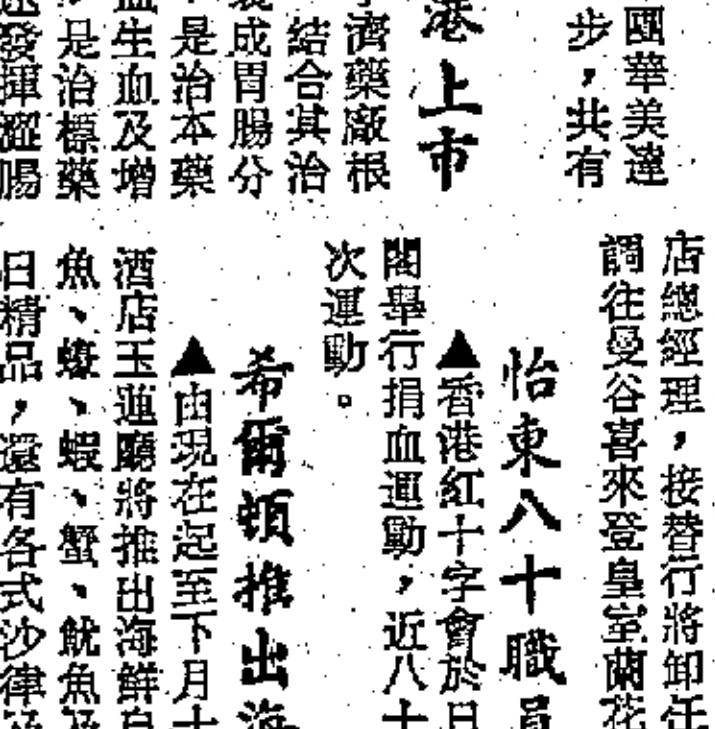 國華美達
步，共有
港上市
濟藥廠根
結合其治
成胃腸分
是治本藥
血生血及增
，是治標藥
發揮澀腸
店總經理，接替行將卸任
調往曼谷喜來登皇室蘭花
怡東八十職員
▲香港紅十字會於日
閣舉行捐血運動，近八十
次運動。
希爾頓推出海
▲由現在起至下月十
酒店玉蓮廳將推出海鮮自
魚、蠔、蝦、蟹、魷魚及
日精品，還有各式沙律及